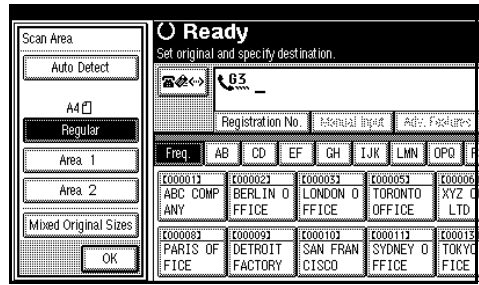 Scan Area
Auto Detect
A4
Regular
Area 1
Area 2
Mixed Original Sizes
OK
Ready
Set original and specify destination.
G3 _
Registration No. Manual Input Adv. Features
Freq. AB CD EF GH IJK LMN OPQ
[00001] [00002] [00003] [00005] [00006
ABC COMP BERLIN O LONDON O TORONTO XYZ C
ANY FFICE FFICE OFFICE LTD
[00008] [00009] [00010] [00011] [00013
PARIS OF DETROIT SAN FRAN SYDNEY O TOKYO
FICE FACTORY CISCO FFICE FICE